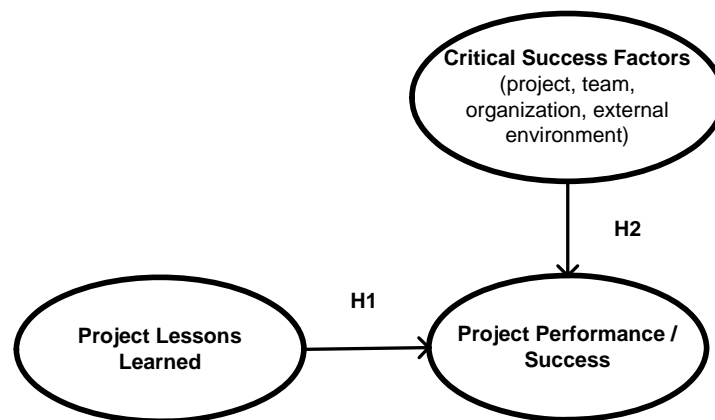 Critical Success Factors
(project, team,
organization, external
environment)
H2
H1
Project Lessons
Learned
Project Performance /
Success